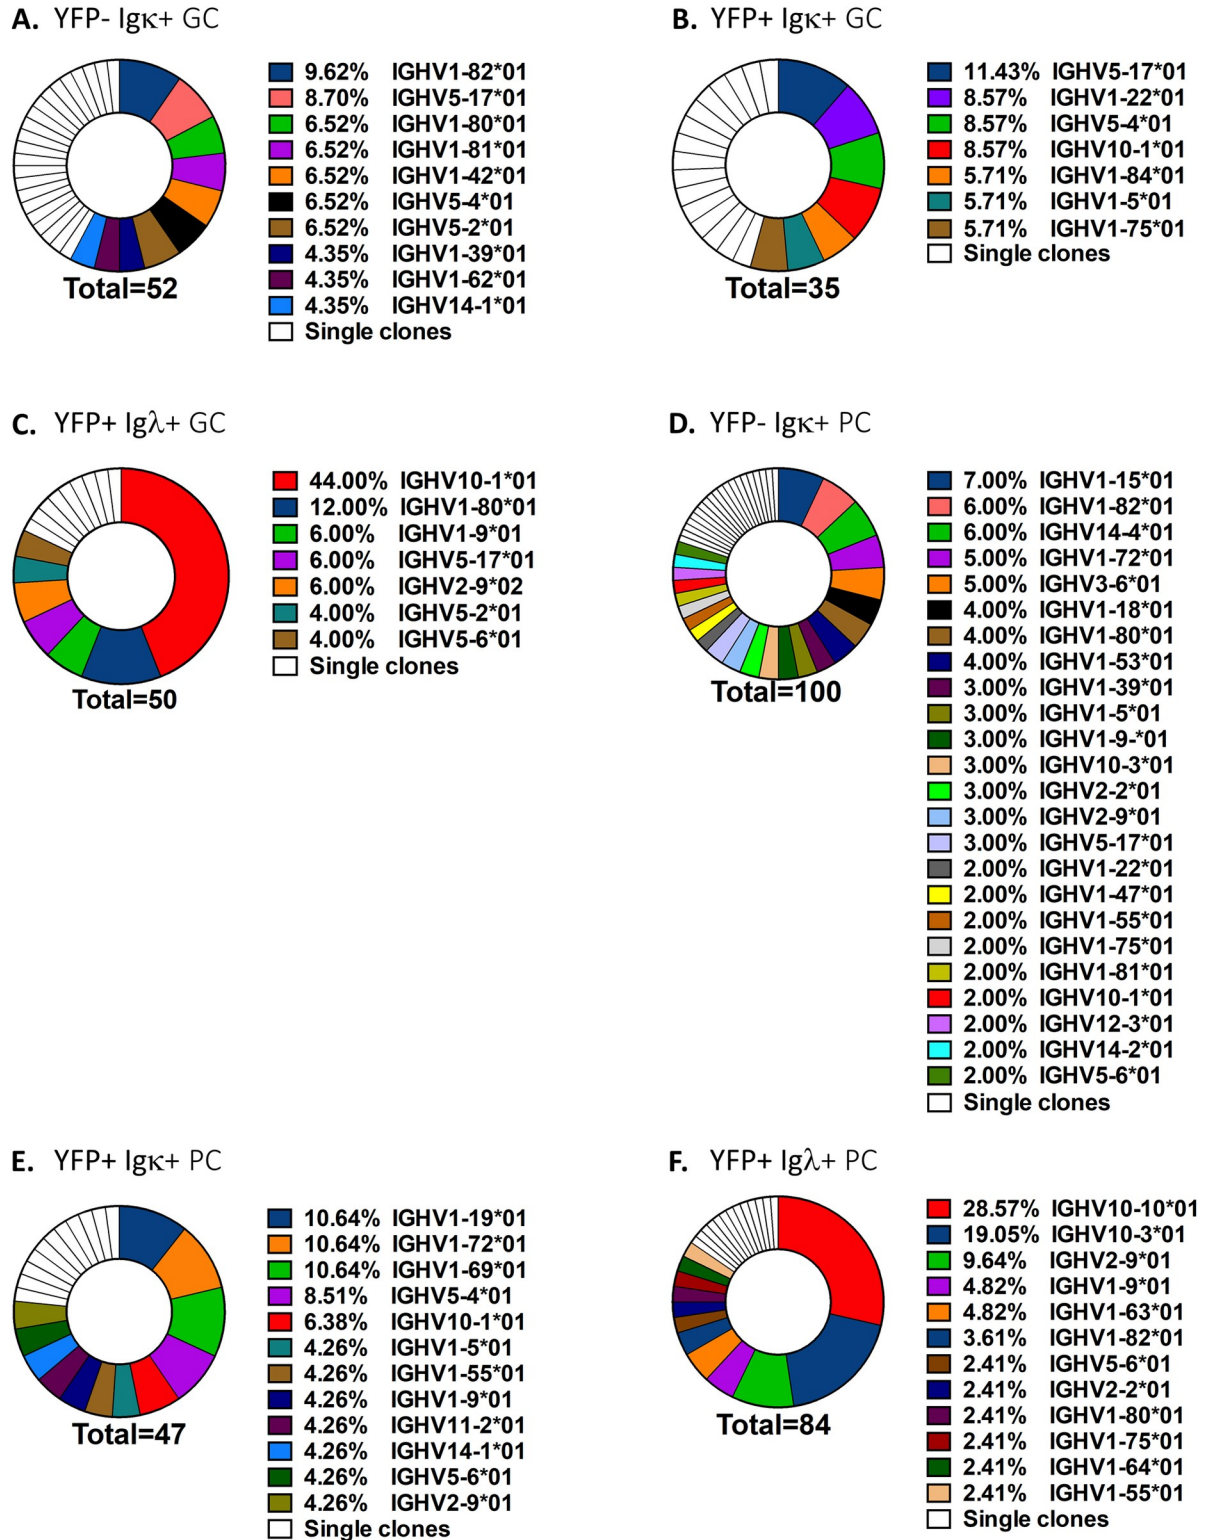 A. YFP- Igκ+ GC
9.62% IGHV1-82*01
8.70% IGHV5-17*01
6.52% IGHV1-80*01
6.52% IGHV1-81*01
6.52% IGHV1-42*01
6.52% IGHV5-4*01
6.52% IGHV5-2*01
4.35% IGHV1-39*01
4.35% IGHV1-62*01
4.35% IGHV14-1*01
Single clones
Total=52
B. YFP+ Igκ+ GC
11.43% IGHV5-17*01
8.57% IGHV1-22*01
8.57% IGHV5-4*01
8.57% IGHV10-1*01
5.71% IGHV1-84*01
5.71% IGHV1-5*01
5.71% IGHV1-75*01
Single clones
Total=35
C. YFP+ Igλ+ GC
44.00% IGHV10-1*01
12.00% IGHV1-80*01
6.00% IGHV1-9*01
6.00% IGHV5-17*01
6.00% IGHV2-9*02
4.00% IGHV5-2*01
4.00% IGHV5-6*01
Single clones
Total=50
D. YFP- Igκ+ PC
7.00% IGHV1-15*01
6.00% IGHV1-82*01
6.00% IGHV14-4*01
5.00% IGHV1-72*01
5.00% IGHV3-6*01
4.00% IGHV1-18*01
4.00% IGHV1-80*01
4.00% IGHV1-53*01
3.00% IGHV1-39*01
3.00% IGHV1-5*01
3.00% IGHV1-9-*01
3.00% IGHV10-3*01
3.00% IGHV2-2*01
3.00% IGHV2-9*01
3.00% IGHV5-17*01
2.00% IGHV1-22*01
2.00% IGHV1-47*01
2.00% IGHV1-55*01
2.00% IGHV1-75*01
2.00% IGHV1-81*01
2.00% IGHV10-1*01
2.00% IGHV12-3*01
2.00% IGHV14-2*01
2.00% IGHV5-6*01
Single clones
Total=100
E. YFP+ Igκ+ PC
10.64% IGHV1-19*01
10.64% IGHV1-72*01
10.64% IGHV1-69*01
8.51% IGHV5-4*01
6.38% IGHV10-1*01
4.26% IGHV1-5*01
4.26% IGHV1-55*01
4.26% IGHV1-9*01
4.26% IGHV11-2*01
4.26% IGHV14-1*01
4.26% IGHV5-6*01
4.26% IGHV2-9*01
Single clones
Total=47
F. YFP+ Igλ+ PC
28.57% IGHV10-10*01
19.05% IGHV10-3*01
9.64% IGHV2-9*01
4.82% IGHV1-9*01
4.82% IGHV1-63*01
3.61% IGHV1-82*01
2.41% IGHV5-6*01
2.41% IGHV2-2*01
2.41% IGHV1-80*01
2.41% IGHV1-75*01
2.41% IGHV1-64*01
2.41% IGHV1-55*01
Single clones
Total=84